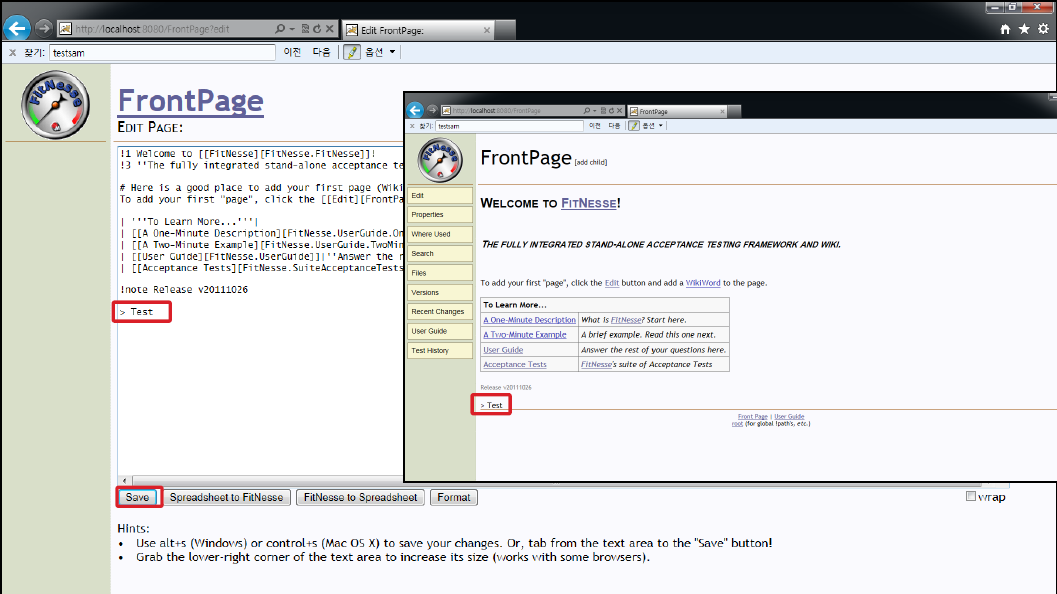 http://localhost:8080/FrontPage?edit
Edit FrontPage:
찾기: testsam 이전 다음 옵션
FitNesse
FrontPage
EDIT PAGE:
!1 Welcome to [[FitNesse][FitNesse.FitNesse]]!
!3 ''The fully integrated stand-alone acceptance te
# Here is a good place to add your first page (Wiki
To add your first "page", click the [[Edit][FrontPa
| '''To Learn More...'''|
| [[A One-Minute Description][FitNesse.UserGuide.On
| [[A Two-Minute Example][FitNesse.UserGuide.TwoMin
| [[User Guide][FitNesse.UserGuide]]|''Answer the r
| [[Acceptance Tests][FitNesse.SuiteAcceptanceTests
!note Release v20111026
> Test
Save Spreadsheet to FitNesse FitNesse to Spreadsheet Format wrap
Hints:
• Use alt+s (Windows) or control+s (Mac OS X) to save your changes. Or, tab from the text area to the "Save" button!
• Grab the lower-right corner of the text area to increase its size (works with some browsers).
http://localhost:8080/FrontPage
FrontPage
찾기: testsam 이전 다음 옵션
FitNesse
FrontPage [add child]
Edit
Properties
Where Used
Search
Files
Versions
Recent Changes
User Guide
Test History
WELCOME TO FITNESSE!
THE FULLY INTEGRATED STAND-ALONE ACCEPTANCE TESTING FRAMEWORK AND WIKI.
To add your first "page", click the Edit button and add a WikiWord to the page.
To Learn More...
A One-Minute Description What is FitNesse? Start here.
A Two-Minute Example A brief example. Read this one next.
User Guide Answer the rest of your questions here.
Acceptance Tests FitNesse's suite of Acceptance Tests
Release v20111026
> Test
Front Page | User Guide
root (for global !path's, etc.)